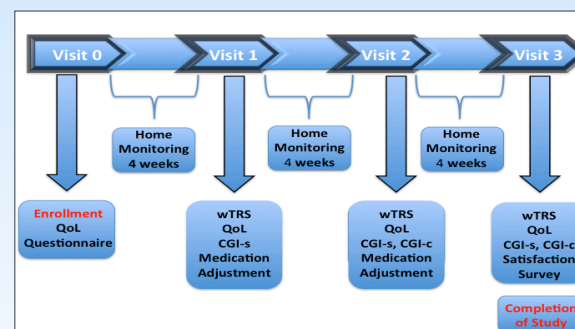 Visit 0
Visit 1
Visit 2
Visit 3
Home
Monitoring
4 weeks
Home
Monitoring
4 weeks
Home
Monitoring
4 weeks
Enrollment
QoL
Questionnaire
wTRS
QoL
CGI-s
Medication
Adjustment
wTRS
QoL
CGI-s, CGI-c
Medication
Adjustment
wTRS
QoL
CGI-s, CGI-c
Satisfaction
Survey
Completion
of Study